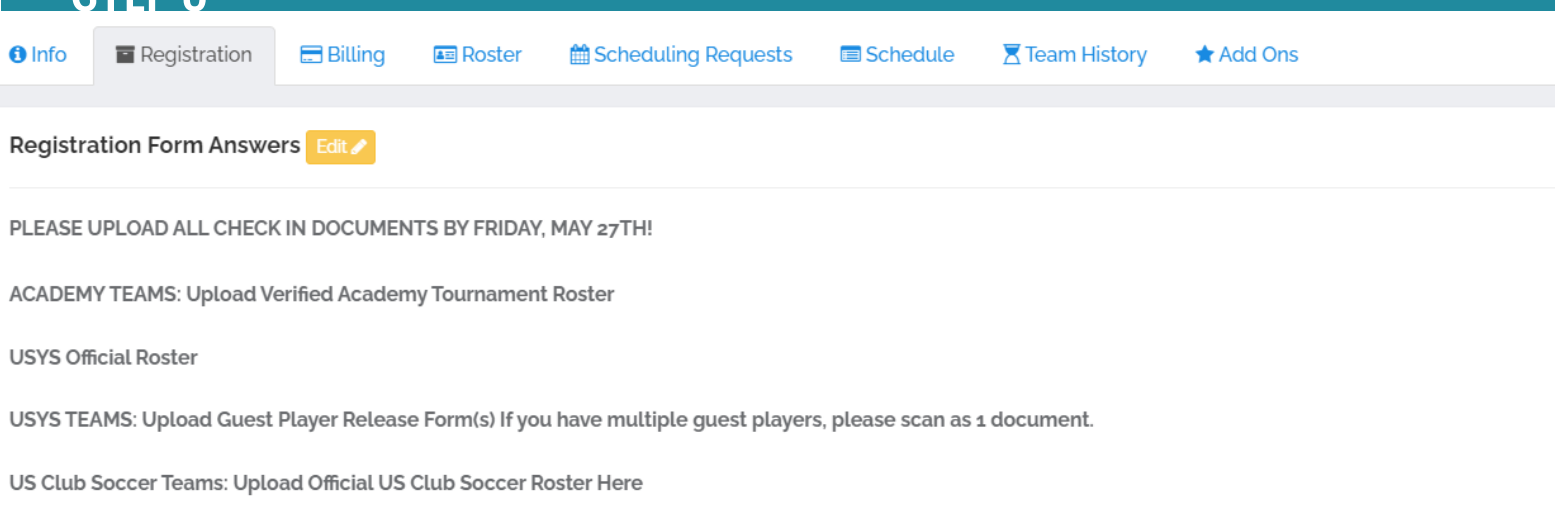 Info Registration Billing Roster Scheduling Requests Schedule Team History Add Ons
Registration Form Answers Edit
PLEASE UPLOAD ALL CHECK IN DOCUMENTS BY FRIDAY, MAY 27TH!
ACADEMY TEAMS: Upload Verified Academy Tournament Roster
USYS Official Roster
USYS TEAMS: Upload Guest Player Release Form(s) If you have multiple guest players, please scan as 1 document.
US Club Soccer Teams: Upload Official US Club Soccer Roster Here